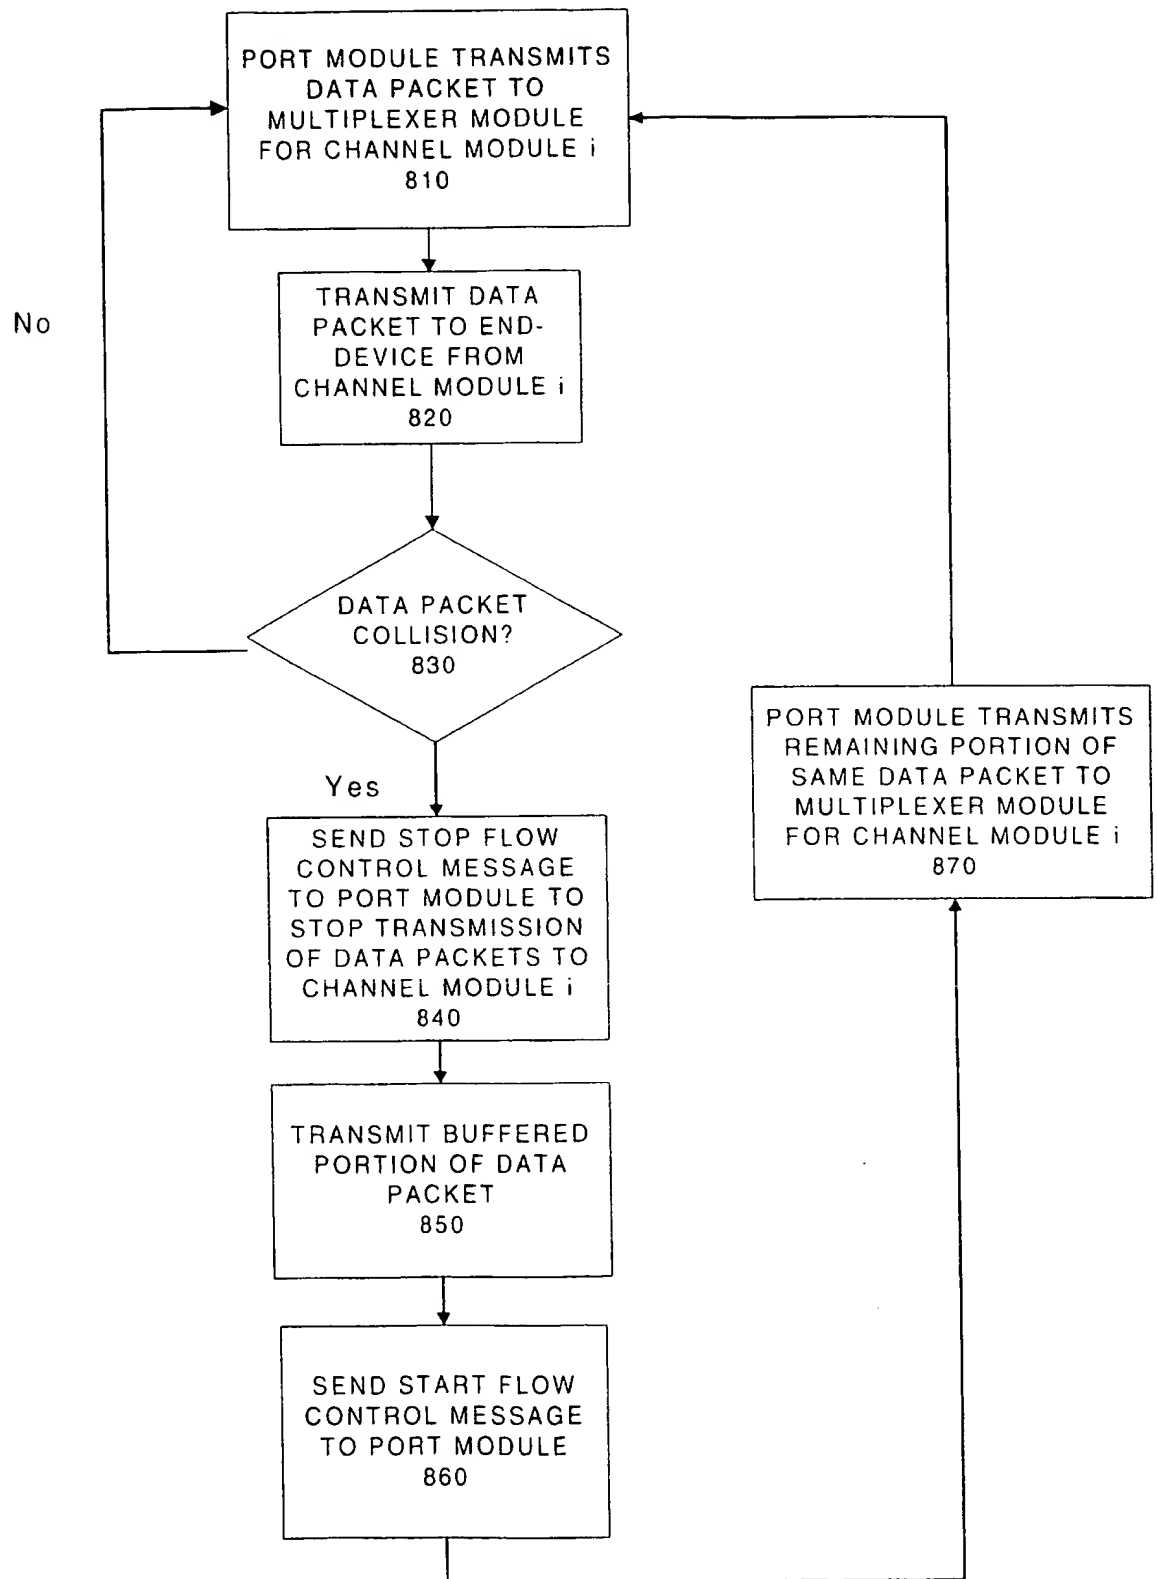 PORT MODULE TRANSMITS
DATA PACKET TO
MULTIPLEXER MODULE
FOR CHANNEL MODULE i
810
No
TRANSMIT DATA
PACKET TO END-
DEVICE FROM
CHANNEL MODULE i
820
DATA PACKET
COLLISION?
830
Yes
SEND STOP FLOW
CONTROL MESSAGE
TO PORT MODULE TO
STOP TRANSMISSION
OF DATA PACKETS TO
CHANNEL MODULE i
840
TRANSMIT BUFFERED
PORTION OF DATA
PACKET
850
SEND START FLOW
CONTROL MESSAGE
TO PORT MODULE
860
PORT MODULE TRANSMITS
REMAINING PORTION OF
SAME DATA PACKET TO
MULTIPLEXER MODULE
FOR CHANNEL MODULE i
870